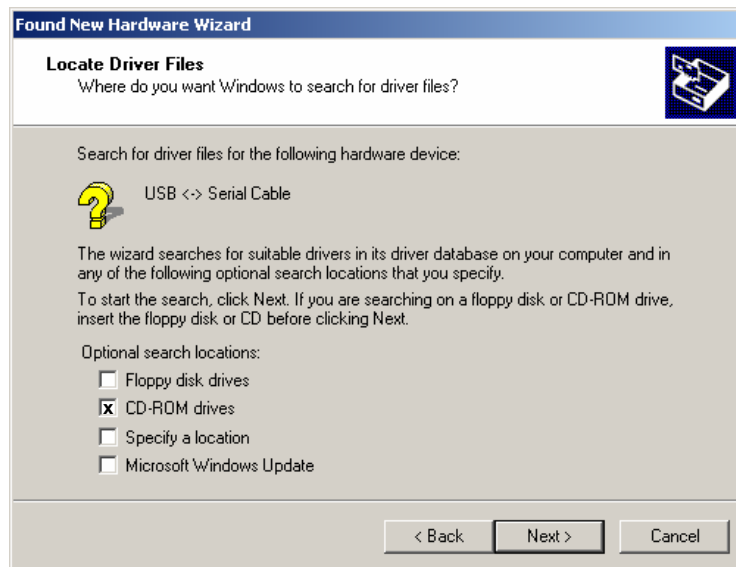 Found New Hardware Wizard
Locate Driver Files
Where do you want Windows to search for driver files?
Search for driver files for the following hardware device:
USB <-> Serial Cable
The wizard searches for suitable drivers in its driver database on your computer and in
any of the following optional search locations that you specify.
To start the search, click Next. If you are searching on a floppy disk or CD-ROM drive,
insert the floppy disk or CD before clicking Next.
Optional search locations:
Floppy disk drives
CD-ROM drives
Specify a location
Microsoft Windows Update
< Back Next > Cancel